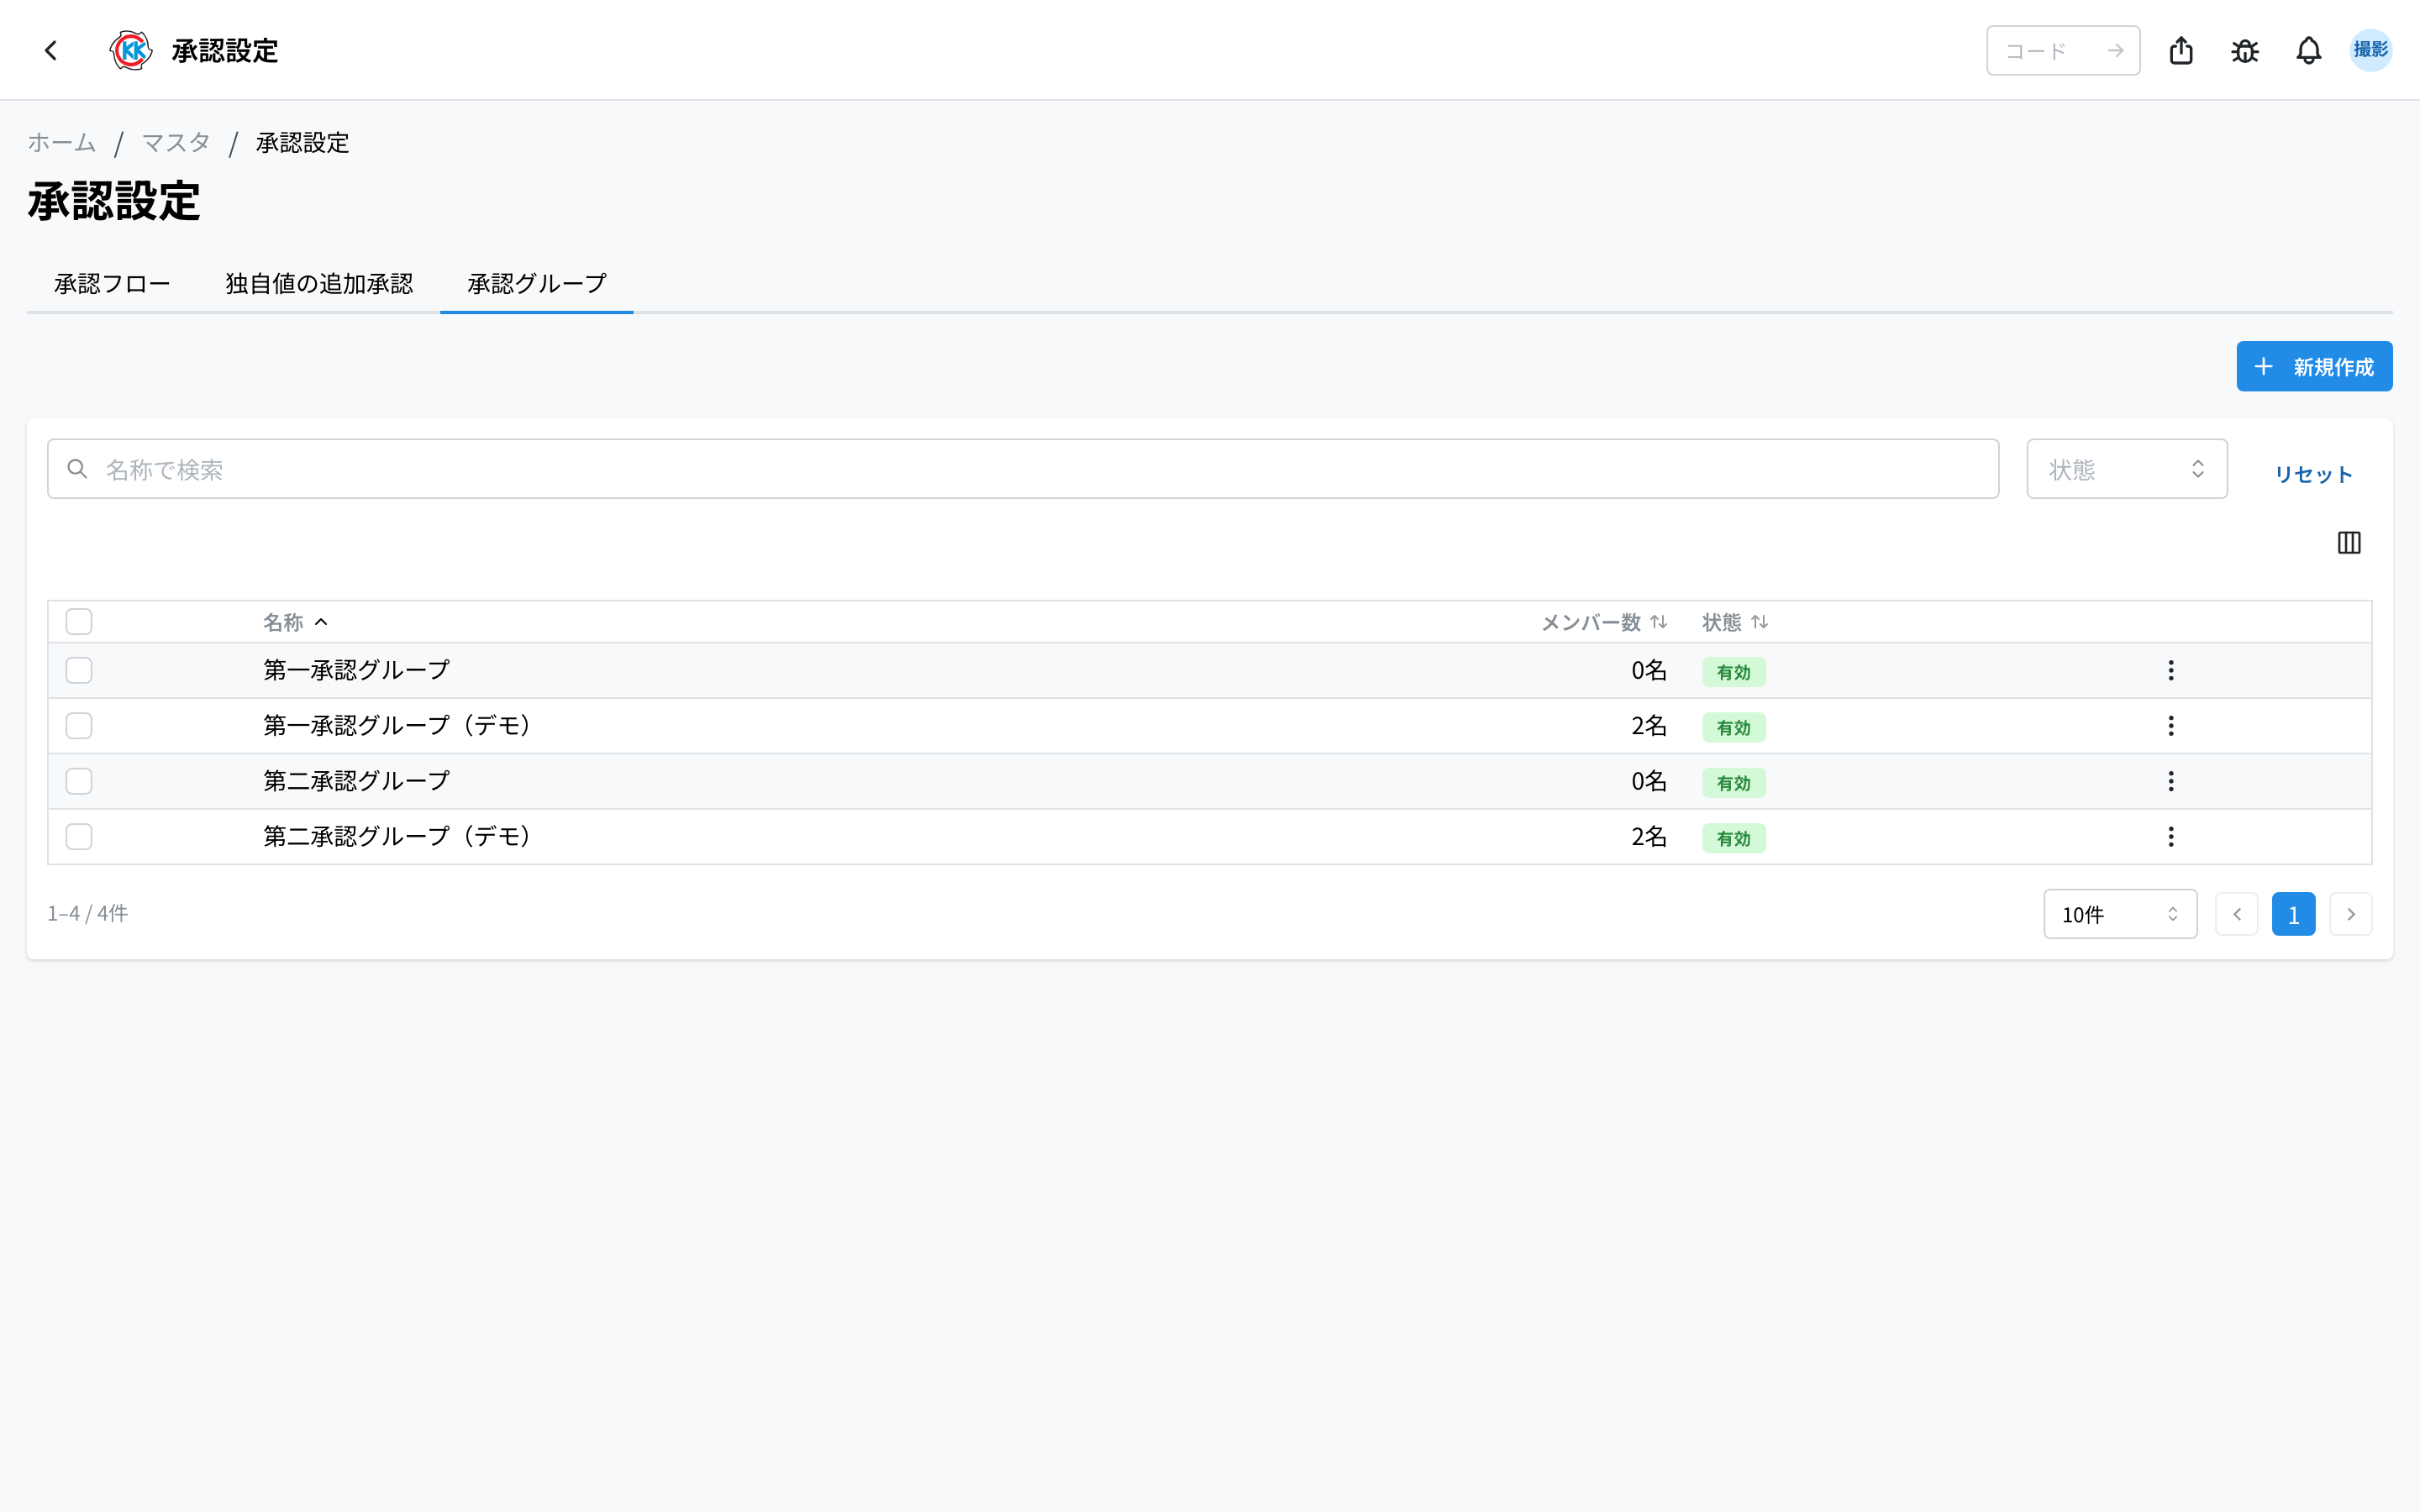 KK 承認設定
コード
撮影
ホーム / マスタ / 承認設定
承認設定
承認フロー 独自値の追加承認 承認グループ
新規作成
名称で検索 状態 リセット
名称 メンバー数 状態
第一承認グループ 0名 有効
第一承認グループ（デモ） 2名 有効
第二承認グループ 0名 有効
第二承認グループ（デモ） 2名 有効
1–4 / 4件 10件 1